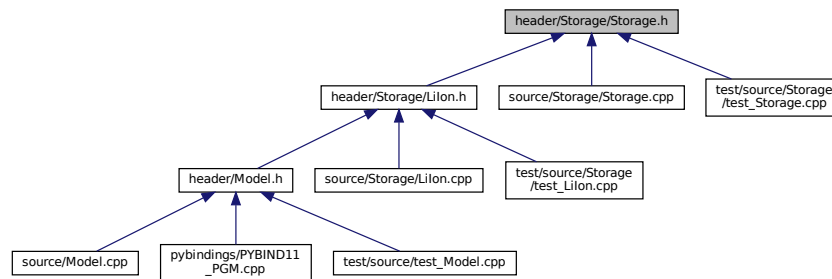 header/Storage/Storage.h
header/Storage/LiIon.h
source/Storage/Storage.cpp
test/source/Storage
/test_Storage.cpp
header/Model.h
source/Storage/LiIon.cpp
test/source/Storage
/test_LiIon.cpp
source/Model.cpp
pybindings/PYBIND11
_PGM.cpp
test/source/test_Model.cpp